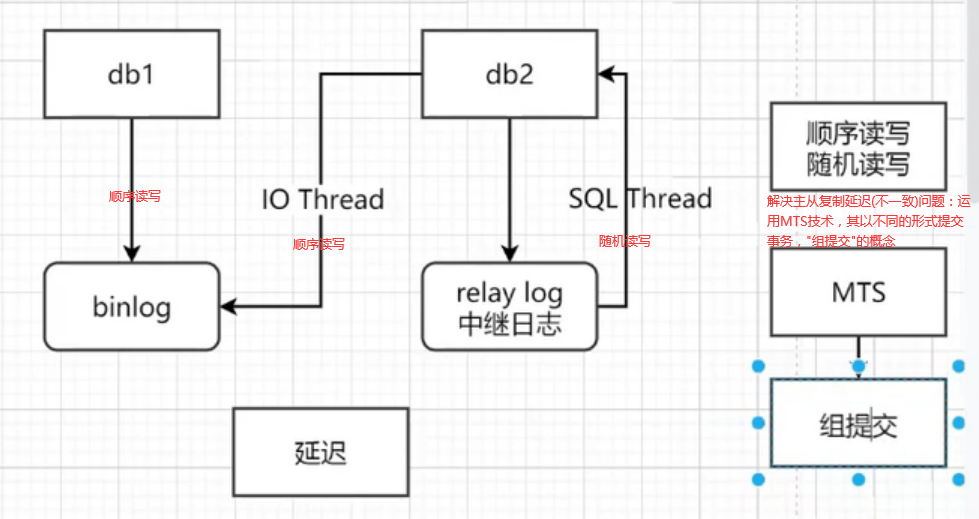 db1
db2
顺序读写
随机读写
顺序读写
IO Thread
SQL Thread
解决主从复制延迟(不一致)问题：运
用MTS技术，其以不同的形式提交
事务，"组提交"的概念
顺序读写
随机读写
binlog
relay log
中继日志
MTS
延迟
组提交